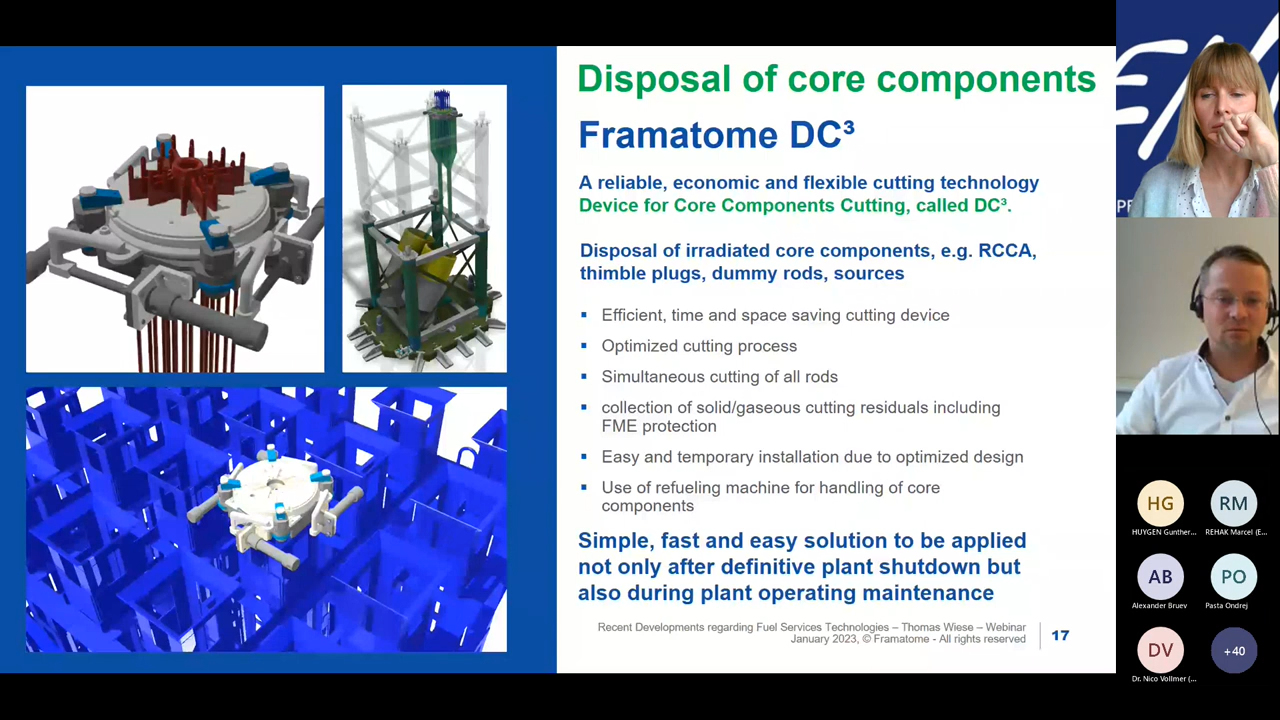 Disposal of core components
Framatome DC³
A reliable, economic and flexible cutting technology
Device for Core Components Cutting, called DC³.
Disposal of irradiated core components, e.g. RCCA,
thimble plugs, dummy rods, sources
▪ Efficient, time and space saving cutting device
▪ Optimized cutting process
▪ Simultaneous cutting of all rods
▪ collection of solid/gaseous cutting residuals including
FME protection
▪ Easy and temporary installation due to optimized design
▪ Use of refueling machine for handling of core
components
Simple, fast and easy solution to be applied
not only after definitive plant shutdown but
also during plant operating maintenance
Recent Developments regarding Fuel Services Technologies – Thomas Wiese – Webinar
January 2023, © Framatome - All rights reserved
17
HG
HUYGEN Gunther...
RM
REHAK Marcel (E...
AB
Alexander Bruev
PO
Pasta Ondrej
DV
Dr. Nico Vollmer (...
+40